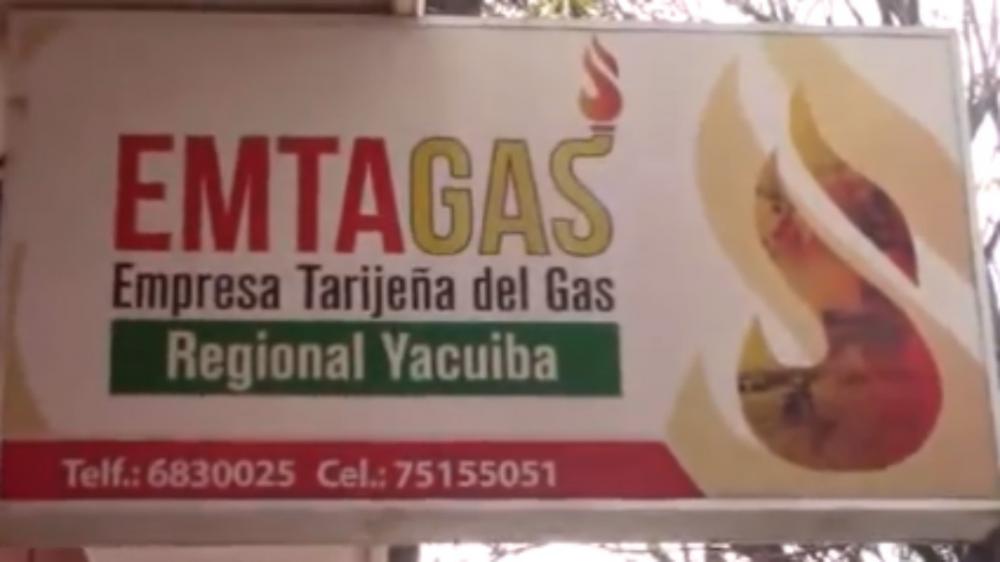 EMTAGAS
Empresa Tarijeña del Gas
Regional Yacuiba
Telf.: 6830025 Cel.: 75155051